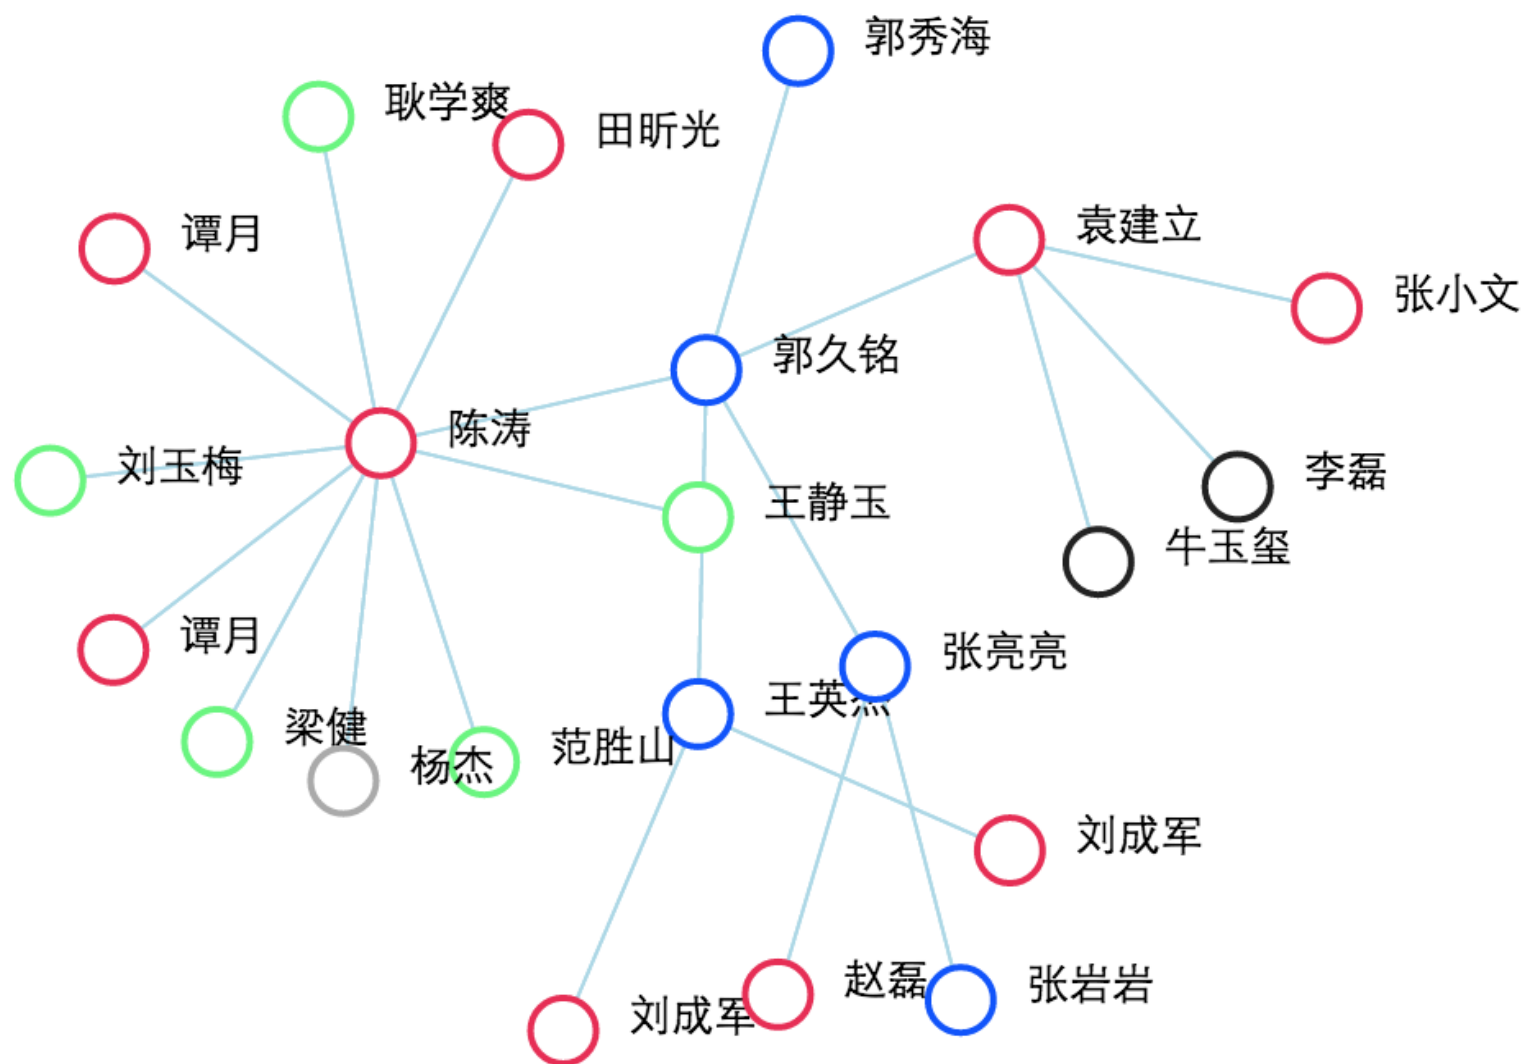 郭秀海
耿学爽
田昕光
谭月
袁建立
张小文
郭久铭
陈涛
刘玉梅
李磊
王静玉
牛玉玺
谭月
张亮亮
王英杰
梁健
范胜山
杨杰
刘成军
赵磊
张岩岩
刘成军